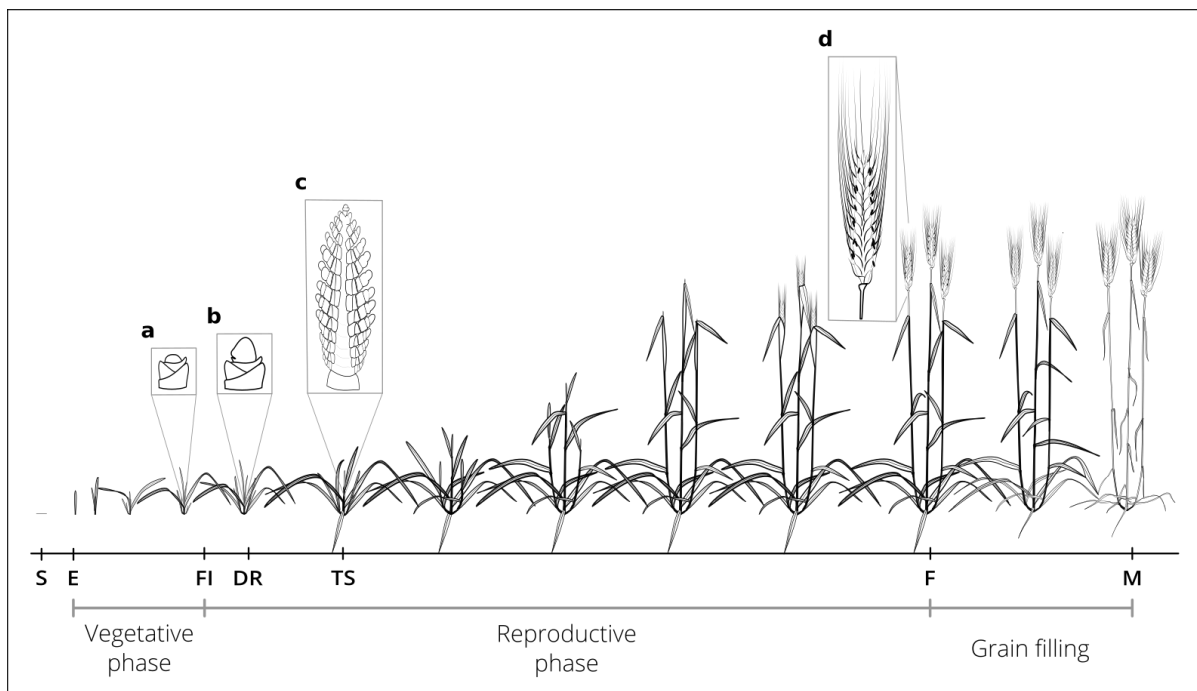 d
c
b
a
S E FI DR TS F M
Vegetative
phase
Reproductive
phase
Grain filling